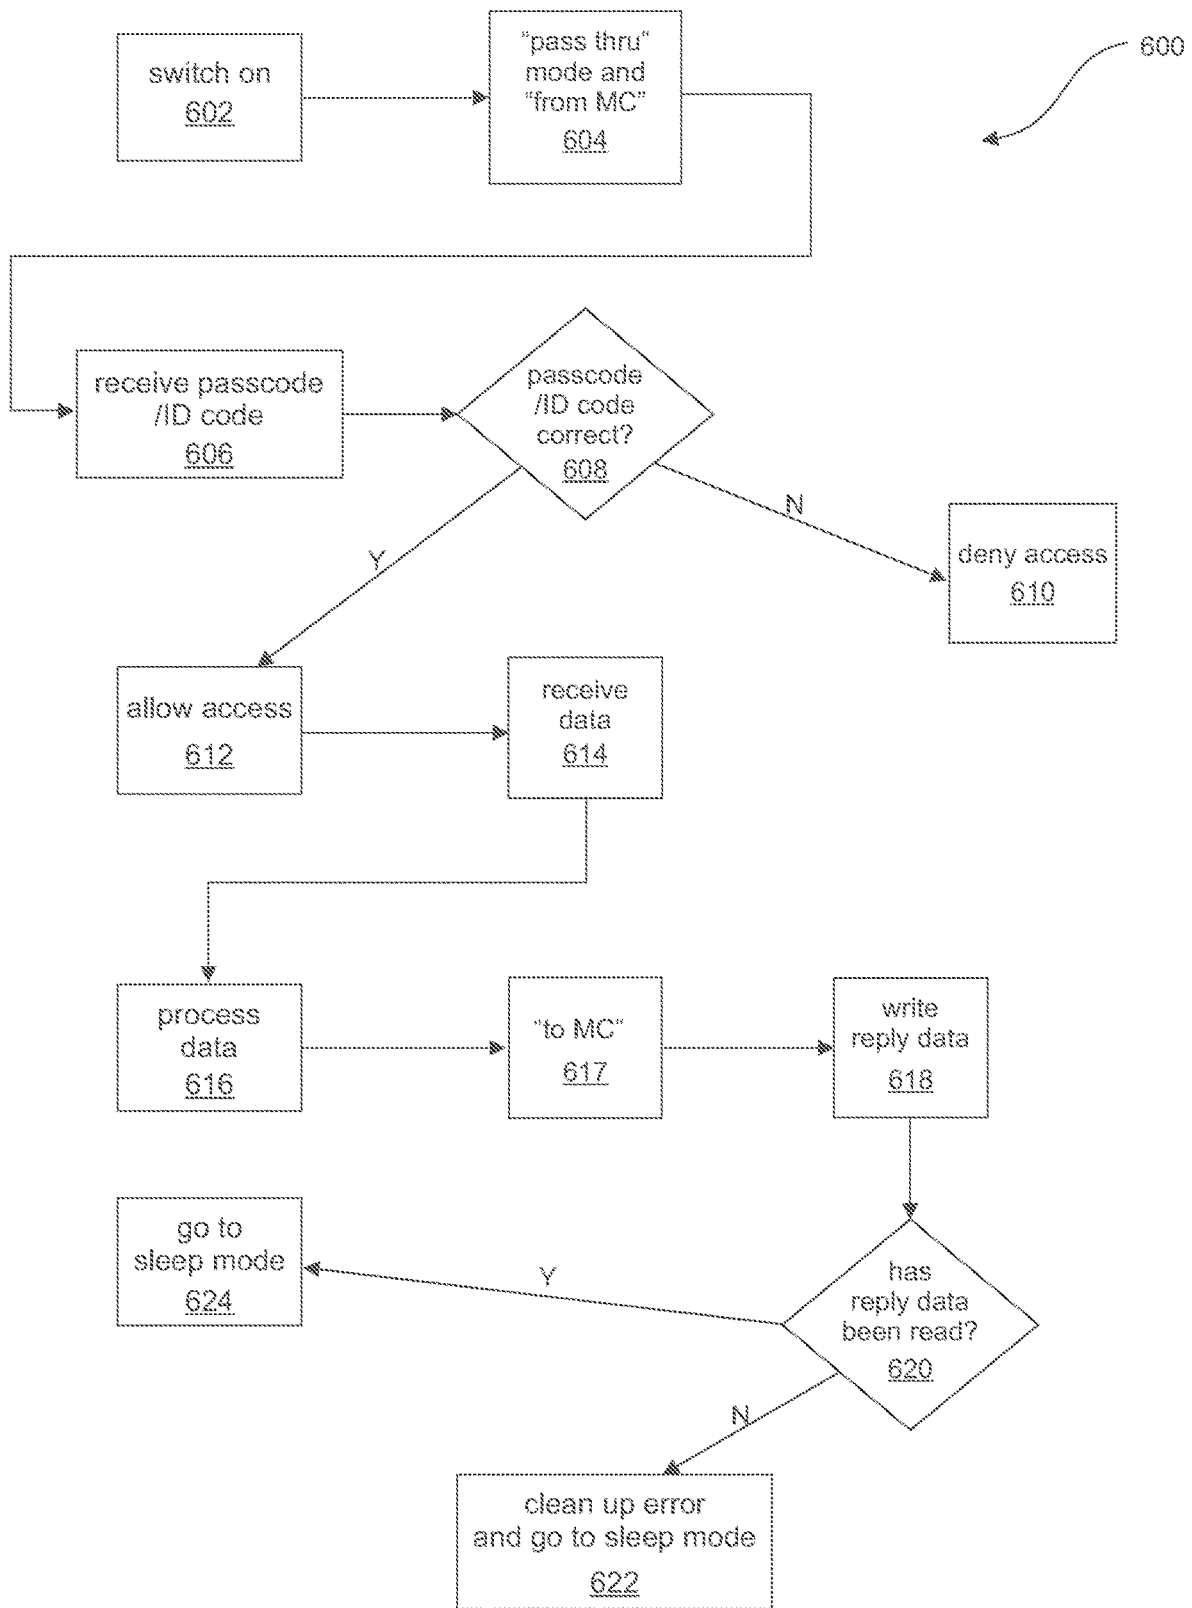 600
switch on
602
"pass thru"
mode and
"from MC"
604
receive passcode
/ID code
606
passcode
/ID code
correct?
608
Y
N
deny access
610
allow access
612
receive
data
614
process
data
616
"to MC"
617
write
reply data
618
has
reply data
been read?
620
Y
go to
sleep mode
624
N
clean up error
and go to sleep mode
622